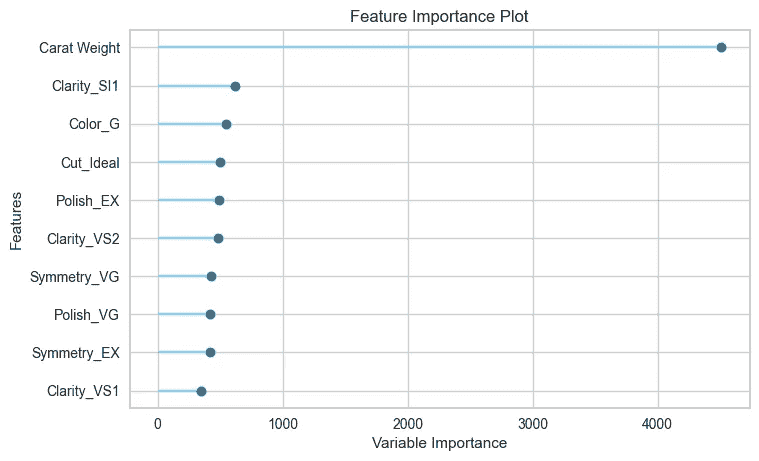 Feature Importance Plot
Features
Carat Weight
Clarity_SI1
Color_G
Cut_Ideal
Polish_EX
Clarity_VS2
Symmetry_VG
Polish_VG
Symmetry_EX
Clarity_VS1
0 1000 2000 3000 4000
Variable Importance